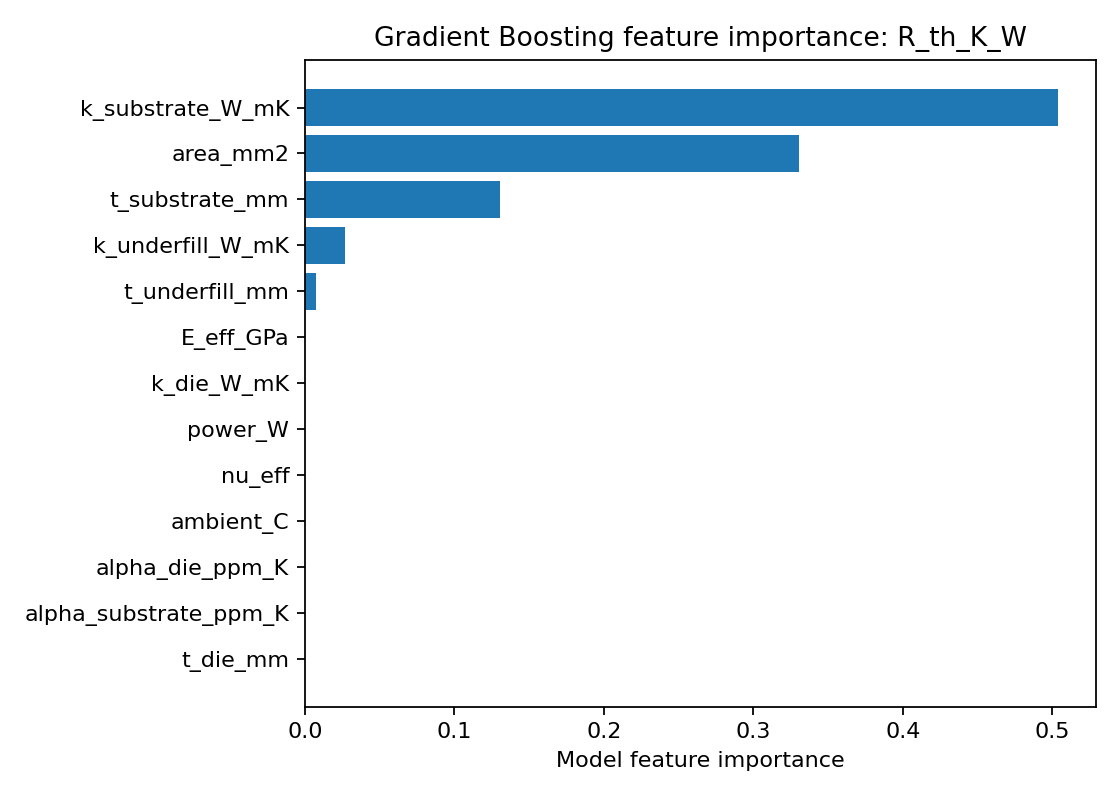 Gradient Boosting feature importance: R_th_K_W
k_substrate_W_mK
area_mm2
t_substrate_mm
k_underfill_W_mK
t_underfill_mm
E_eff_GPa
k_die_W_mK
power_W
nu_eff
ambient_C
alpha_die_ppm_K
alpha_substrate_ppm_K
t_die_mm
0.0 0.1 0.2 0.3 0.4 0.5
Model feature importance